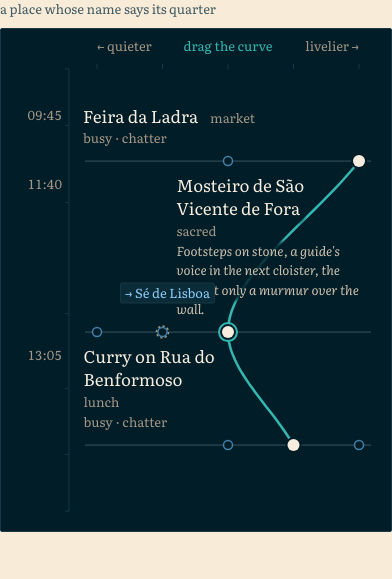 a place whose name says its quarter
← quieter drag the curve livelier →
09:45 Feira da Ladra market
busy · chatter
11:40 Mosteiro de São
Vicente de Fora
sacred
Footsteps on stone, a guide's
voice in the next cloister, the
→ Sé de Lisboa t only a murmur over the
wall.
13:05 Curry on Rua do
Benformoso
lunch
busy · chatter